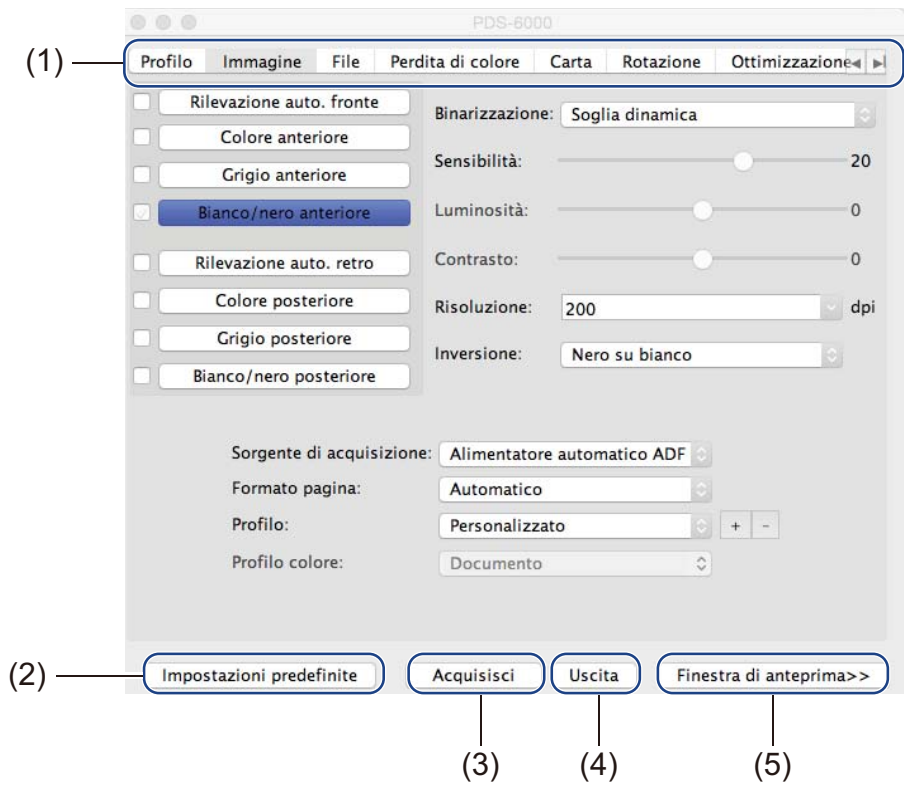 PDS-6000
(1)
Profilo Immagine File Perdita di colore Carta Rotazione Ottimizzazione
Rilevazione auto. fronte
Colore anteriore
Grigio anteriore
Bianco/nero anteriore
Rilevazione auto. retro
Colore posteriore
Grigio posteriore
Bianco/nero posteriore
Binarizzazione: Soglia dinamica
Sensibilità: 20
Luminosità: 0
Contrasto: 0
Risoluzione: 200 dpi
Inversione: Nero su bianco
Sorgente di acquisizione: Alimentatore automatico ADF
Formato pagina: Automatico
Profilo: Personalizzato + -
Profilo colore: Documento
(2) Impostazioni predefinite Acquisisci Uscita Finestra di anteprima>>
(3) (4) (5)